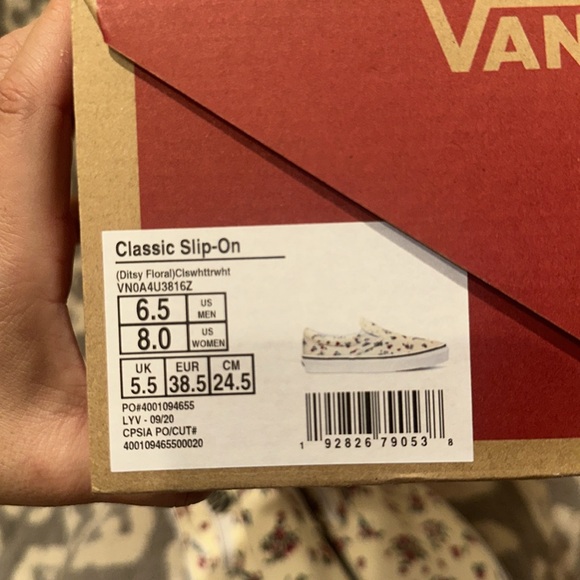 VAN
Classic Slip-On
(Ditsy Floral)Clswhttrwht
VN0A4U3816Z
6.5 US MEN
8.0 US WOMEN
UK EUR CM
5.5 38.5 24.5
PO#4001094655
LYV - 09/20
CPSIA PO/CUT#
400109465500020
1 92826 79053 8